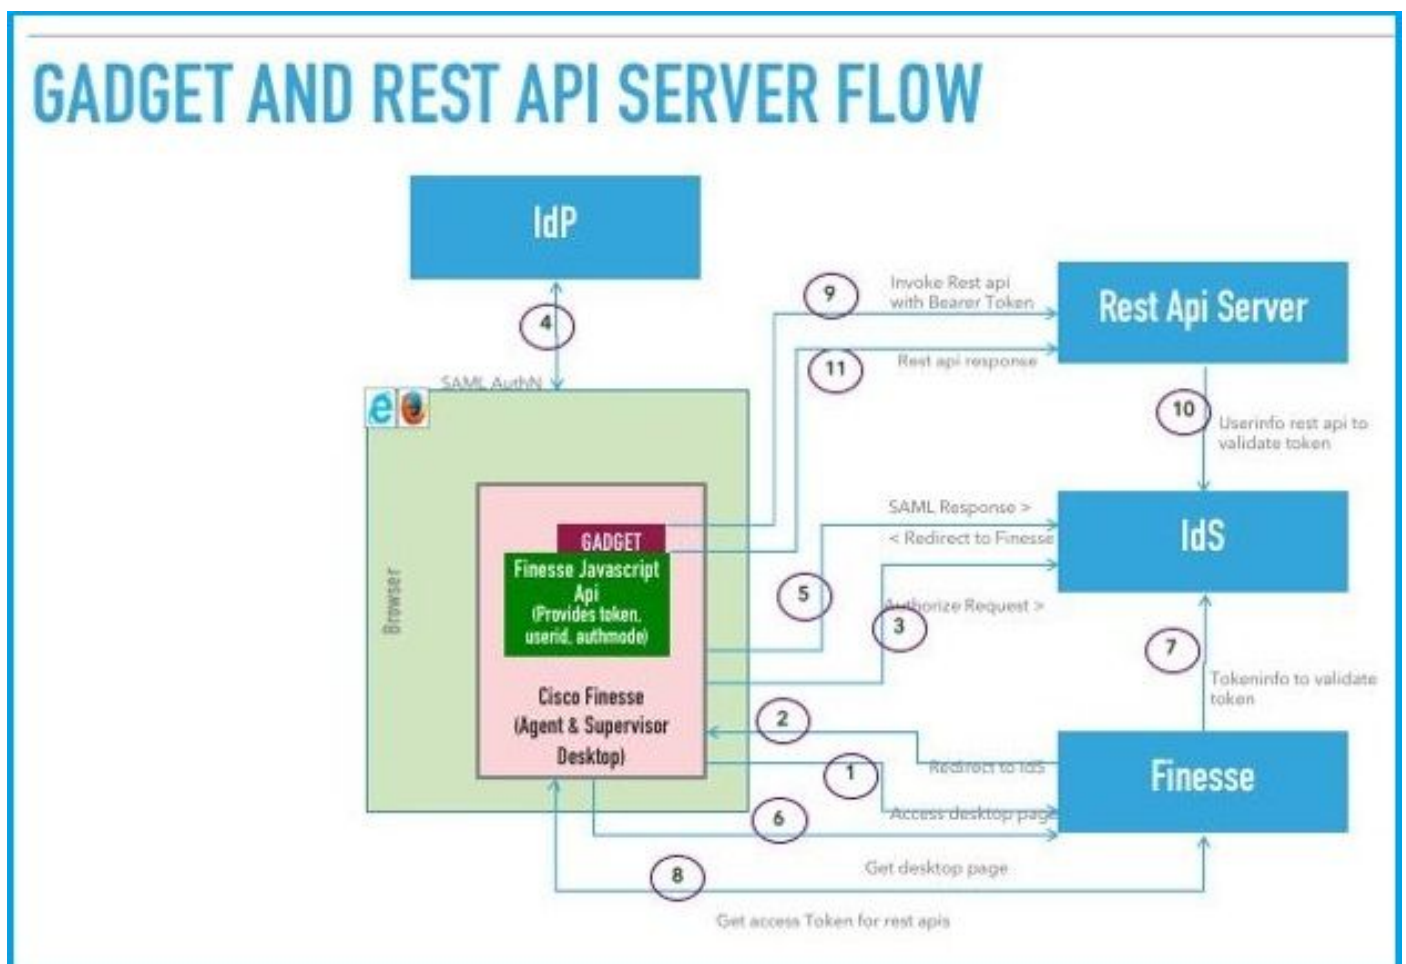 GADGET AND REST API SERVER FLOW
IdP
4
SAML AuthN
9
Invoke Rest api
with Bearer Token
Rest Api Server
11
Rest api response
10
Userinfo rest api to
validate token
Browser
GADGET
Finesse Javascript
Api
(Provides token,
userid, authmode)
Cisco Finesse
(Agent & Supervisor
Desktop)
SAML Response >
< Redirect to Finesse
IdS
5
Authorize Request >
3
7
Tokeninfo to validate
token
2
Redirect to IdS
1
Access desktop page
Finesse
6
Get desktop page
8
Get access Token for rest apis